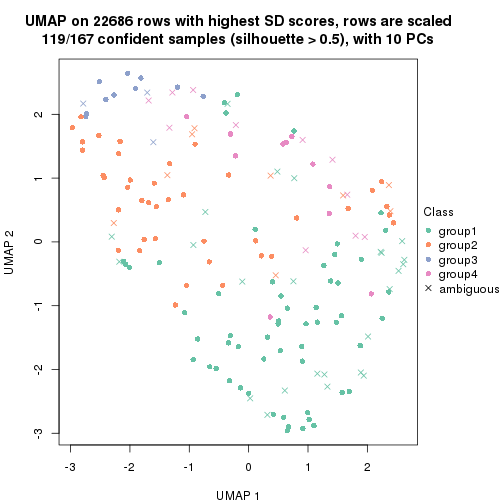 UMAP on 22686 rows with highest SD scores, rows are scaled
119/167 confident samples (silhouette > 0.5), with 10 PCs
UMAP 2
2
1
0
-1
-2
-3
-3
-2
-1
0
1
2
UMAP 1
Class
group1
group2
group3
group4
ambiguous